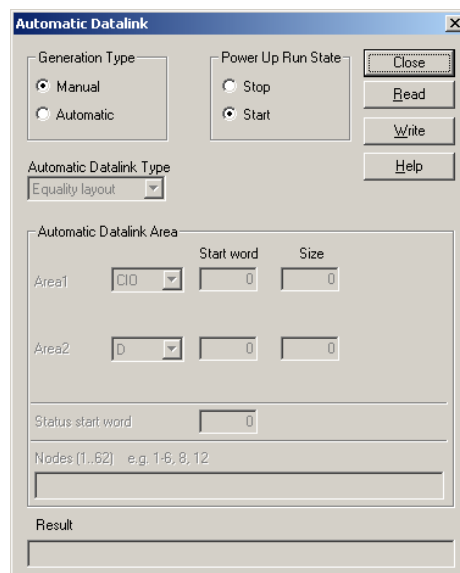 Automatic Datalink
Generation Type
Manual
Automatic
Power Up Run State
Stop
Start
Close
Read
Write
Help
Automatic Datalink Type
Equality layout
Automatic Datalink Area
Start word Size
Area1 CIO 0 0
Area2 D 0 0
Status start word 0
Nodes (1..62) e.g. 1-6, 8, 12
Result